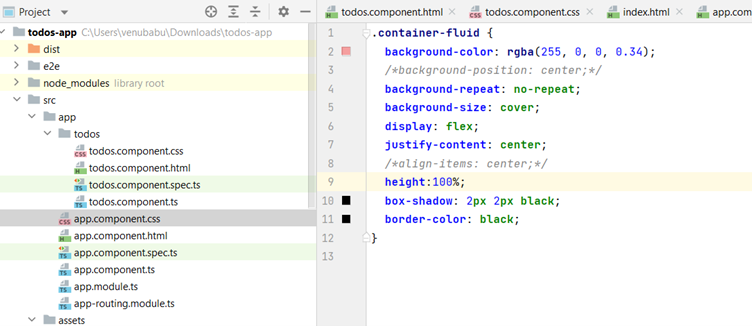 Project
todos-app C:\Users\venubabu\Downloads\todos-app
dist
e2e
node_modules library root
src
app
todos
todos.component.css
todos.component.html
todos.component.spec.ts
todos.component.ts
app.component.css
app.component.html
app.component.spec.ts
app.component.ts
app.module.ts
app-routing.module.ts
assets
todos.component.html todos.component.css index.html app.com
1 .container-fluid {
2 background-color: rgba(255, 0, 0, 0.34);
3 /*background-position: center;*/
4 background-repeat: no-repeat;
5 background-size: cover;
6 display: flex;
7 justify-content: center;
8 /*align-items: center;*/
9 height:100%;
10 box-shadow: 2px 2px black;
11 border-color: black;
12 }
13